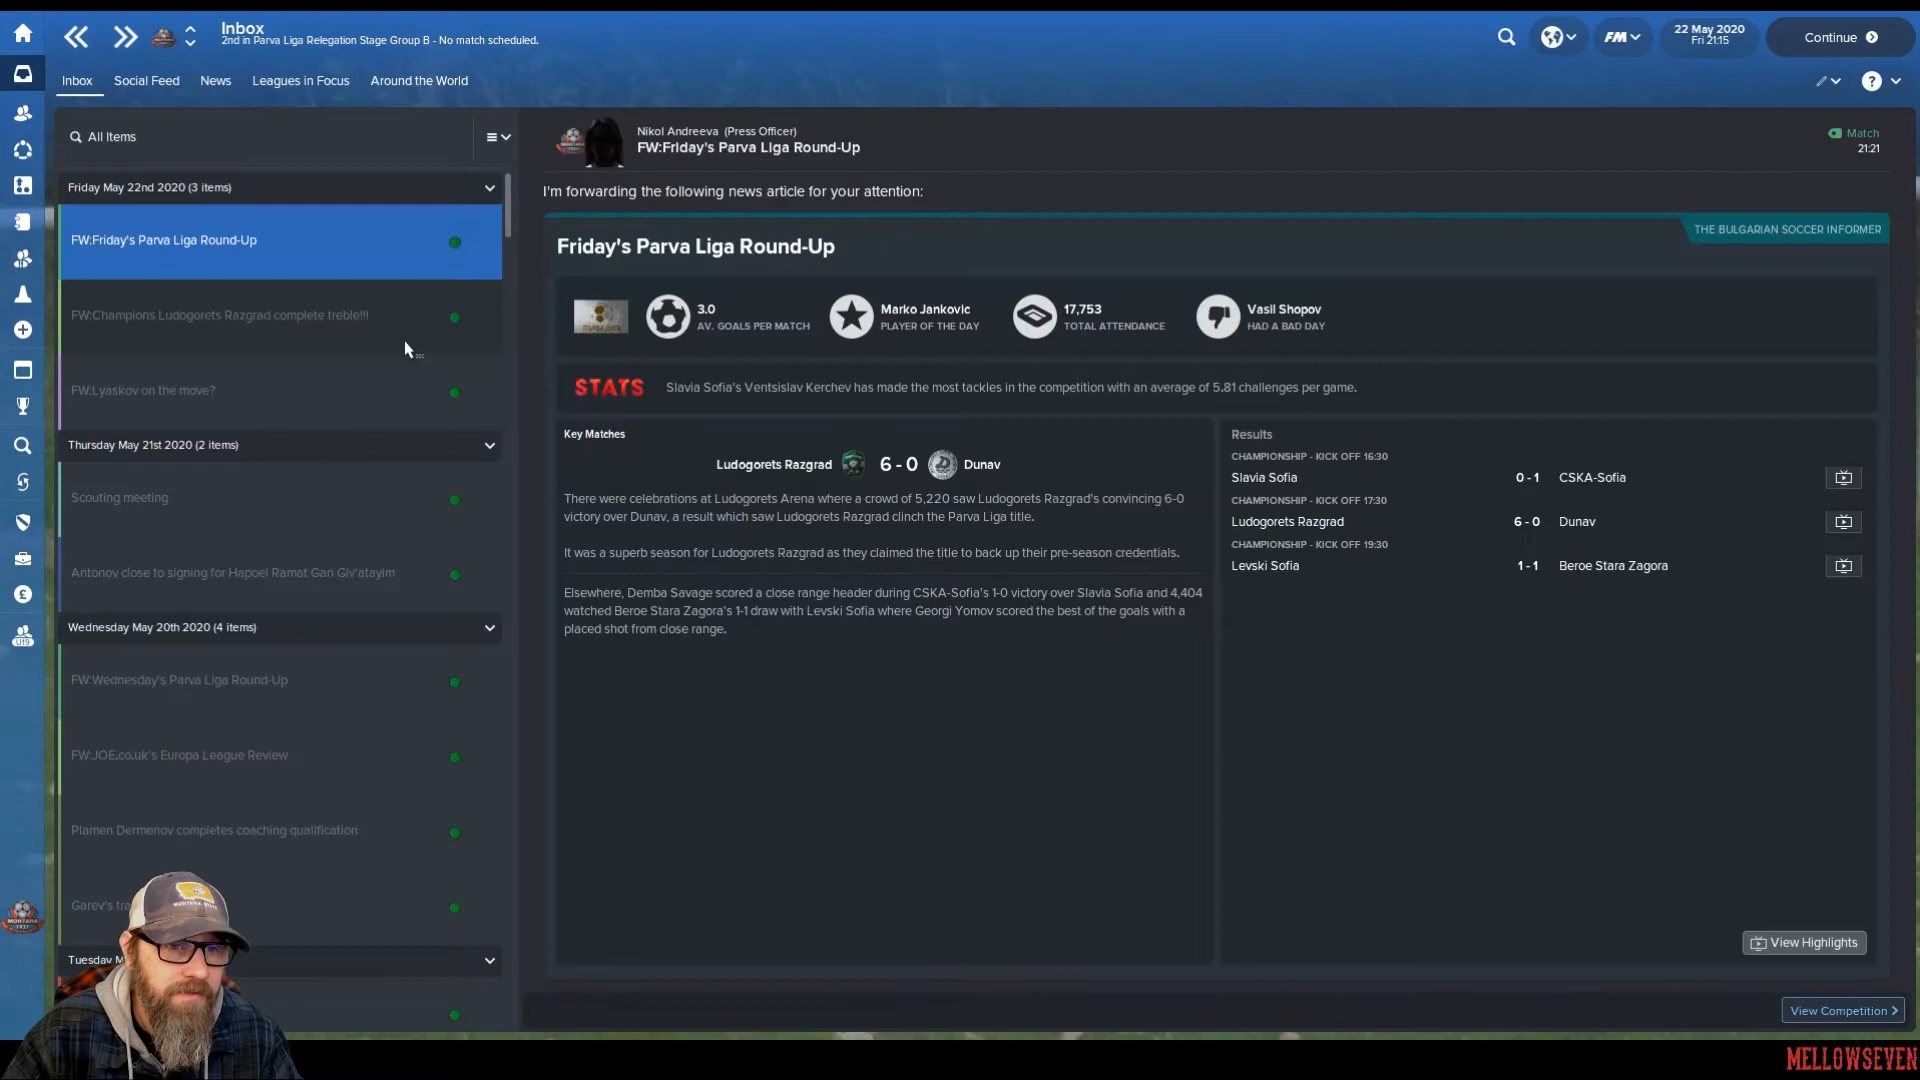 Inbox
2nd in Parva Liga Relegation Stage Group B - No match scheduled.
FM
22 May 2020
Fri 21:15
Continue
Inbox
Social Feed
News
Leagues in Focus
Around the World
All Items
Friday May 22nd 2020 (3 items)
FW:Friday's Parva Liga Round-Up
FW:Champions Ludogorets Razgrad complete treble!!!
FW:Lyaskov on the move?
Thursday May 21st 2020 (2 items)
Scouting meeting
Antonov close to signing for Hapoel Ramat Gan Giv'atayim
Wednesday May 20th 2020 (4 items)
FW:Wednesday's Parva Liga Round-Up
FW:JOE.co.uk's Europa League Review
Plamen Dermenov completes coaching qualification
Garev's
Tuesday
Nikol Andreeva (Press Officer)
FW:Friday's Parva Liga Round-Up
Match
21:21
I'm forwarding the following news article for your attention:
THE BULGARIAN SOCCER INFORMER
Friday's Parva Liga Round-Up
3.0
AV. GOALS PER MATCH
Marko Jankovic
PLAYER OF THE DAY
17,753
TOTAL ATTENDANCE
Vasil Shopov
HAD A BAD DAY
STATS
Slavia Sofia's Ventsislav Kerchev has made the most tackles in the competition with an average of 5.81 challenges per game.
Key Matches
Ludogorets Razgrad 6 - 0 Dunav
There were celebrations at Ludogorets Arena where a crowd of 5,220 saw Ludogorets Razgrad's convincing 6-0
victory over Dunav, a result which saw Ludogorets Razgrad clinch the Parva Liga title.
It was a superb season for Ludogorets Razgrad as they claimed the title to back up their pre-season credentials.
Elsewhere, Demba Savage scored a close range header during CSKA-Sofia's 1-0 victory over Slavia Sofia and 4,404
watched Beroe Stara Zagora's 1-1 draw with Levski Sofia where Georgi Yomov scored the best of the goals with a
placed shot from close range.
Results
CHAMPIONSHIP - KICK OFF 16:30
Slavia Sofia 0 - 1 CSKA-Sofia
CHAMPIONSHIP - KICK OFF 17:30
Ludogorets Razgrad 6 - 0 Dunav
CHAMPIONSHIP - KICK OFF 19:30
Levski Sofia 1 - 1 Beroe Stara Zagora
View Highlights
View Competition
U19
MONTANA
MELLOWSEVEN